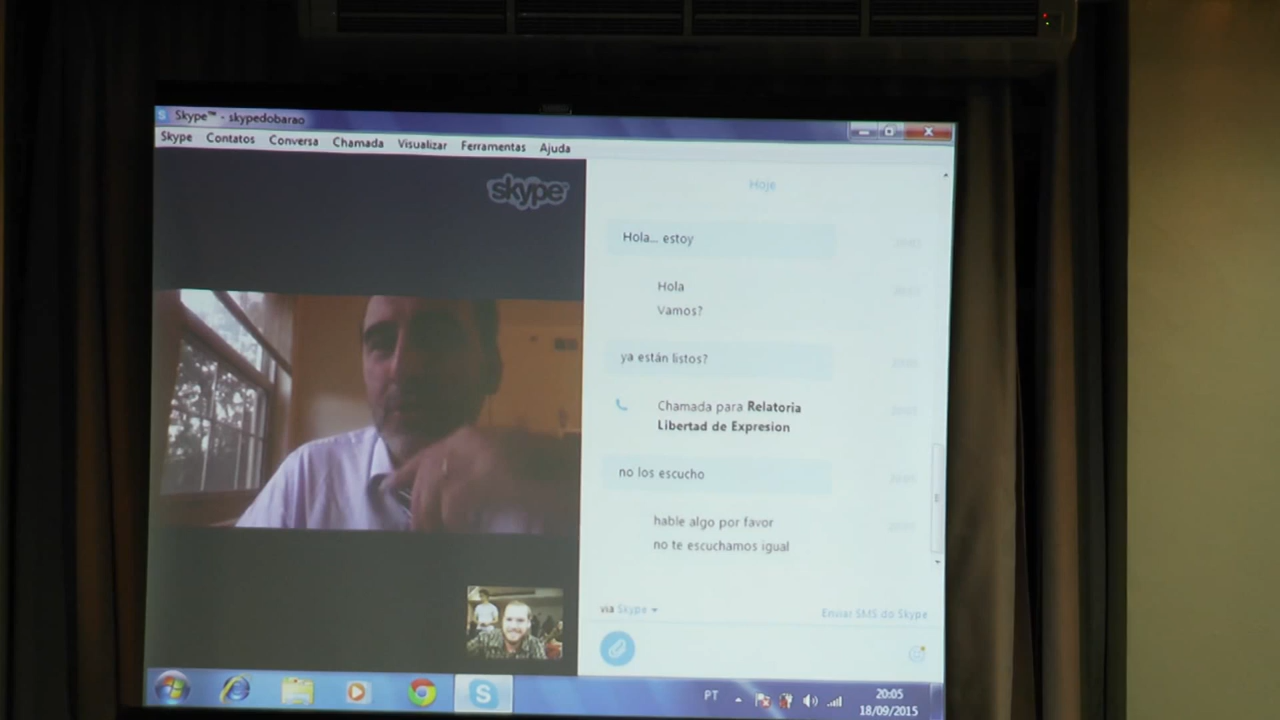 Skype™ - skypedobarao
Skype Contatos Conversa Chamada Visualizar Ferramentas Ajuda
skype
Hoje
Hola... estoy
Hola
Vamos?
ya están listos?
Chamada para Relatoria
Libertad de Expresion
no los escucho
hable algo por favor
no te escuchamos igual
via Skype
Enviar SMS do Skype
PT
20:05
18/09/2015